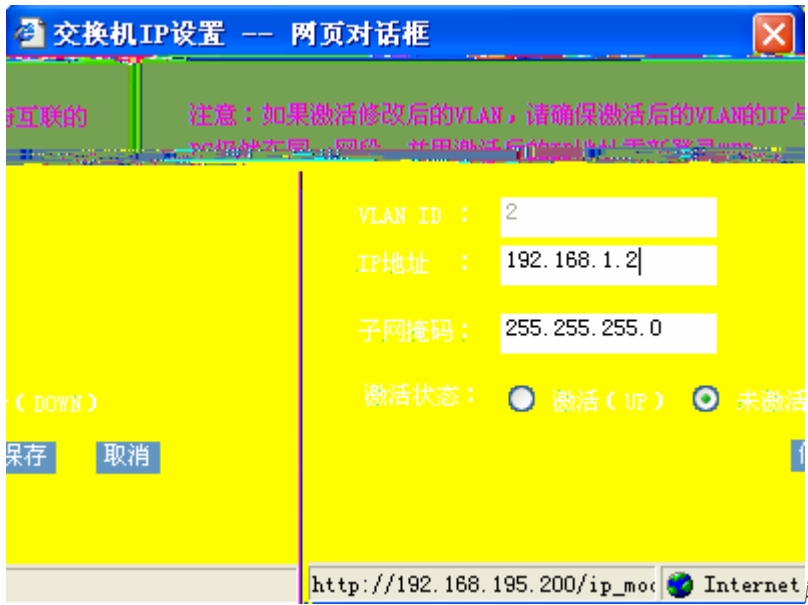 交换机IP设置 -- 网页对话框
互联的
注意：如果激活修改后的VLAN，请确保激活后的VLAN的IP与
VLAN ID ： 2
IP地址 ： 192.168.1.2
子网掩码： 255.255.255.0
激活状态： 激活（UP） 未激活
（DOWN）
保存 取消
http://192.168.195.200/ip_mo Internet